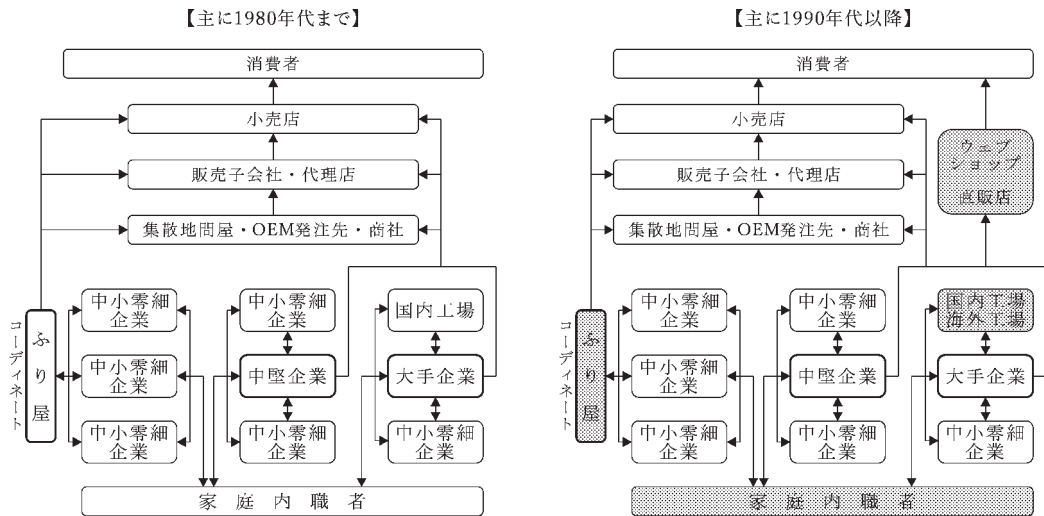 【主に1980年代まで】
消費者
小売店
販売子会社・代理店
集散地問屋・OEM発注先・商社
コーディネート
ふり屋
中小零細
企業
中小零細
企業
中小零細
企業
中小零細
企業
中堅企業
中小零細
企業
国内工場
大手企業
中小零細
企業
家庭内職者
【主に1990年代以降】
消費者
小売店
販売子会社・代理店
集散地問屋・OEM発注先・商社
ウェブ
ショップ
直販店
コーディネート
ふり屋
中小零細
企業
中小零細
企業
中小零細
企業
中小零細
企業
中堅企業
中小零細
企業
国内工場
海外工場
大手企業
中小零細
企業
家庭内職者